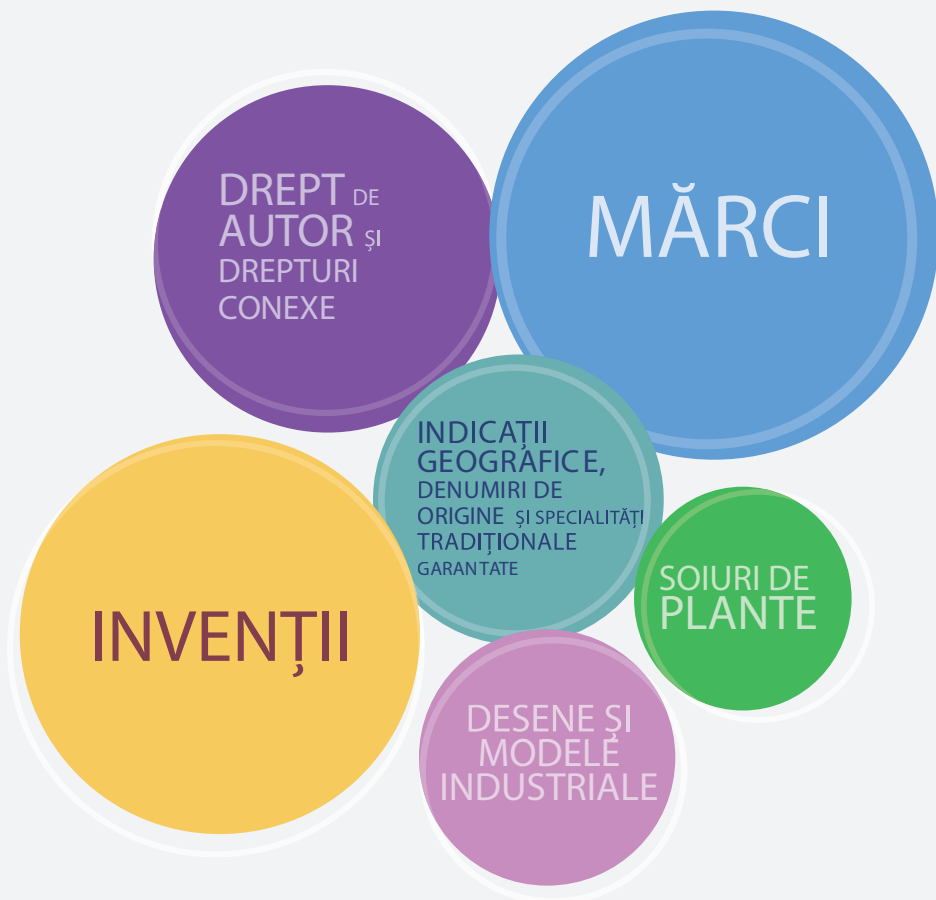 DREPT DE
AUTOR ȘI
DREPTURI
CONEXE
MĂRCI
INDICAȚII
GEOGRAFICE,
DENUMIRI DE
ORIGINE ȘI SPECIALITĂȚI
TRADIȚIONALE
GARANTATE
SOIURI DE
PLANTE
INVENȚII
DESENE ȘI
MODELE
INDUSTRIALE